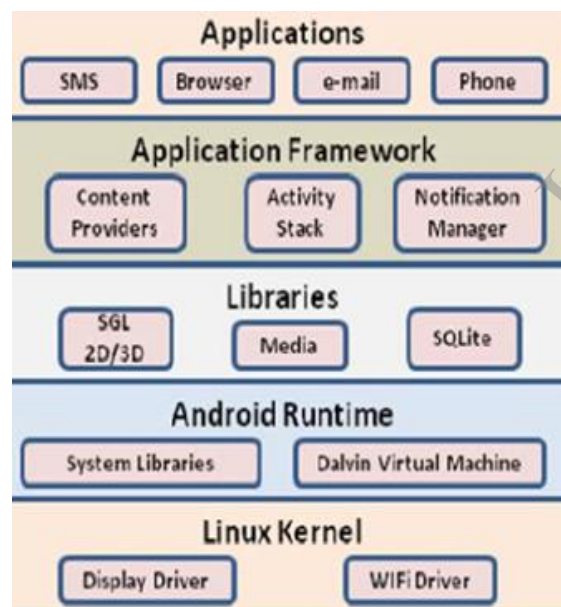 Applications
SMS Browser e-mail Phone
Application Framework
Content Providers
Activity Stack
Notification Manager
Libraries
SGL 2D/3D
Media
SQLite
Android Runtime
System Libraries Dalvin Virtual Machine
Linux Kernel
Display Driver WIFi Driver